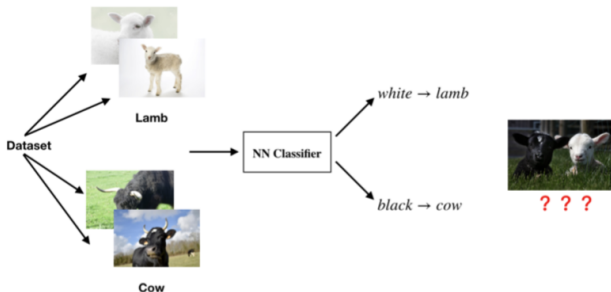 Lamb
Dataset
NN Classifier
white → lamb
black → cow
? ? ?
Cow